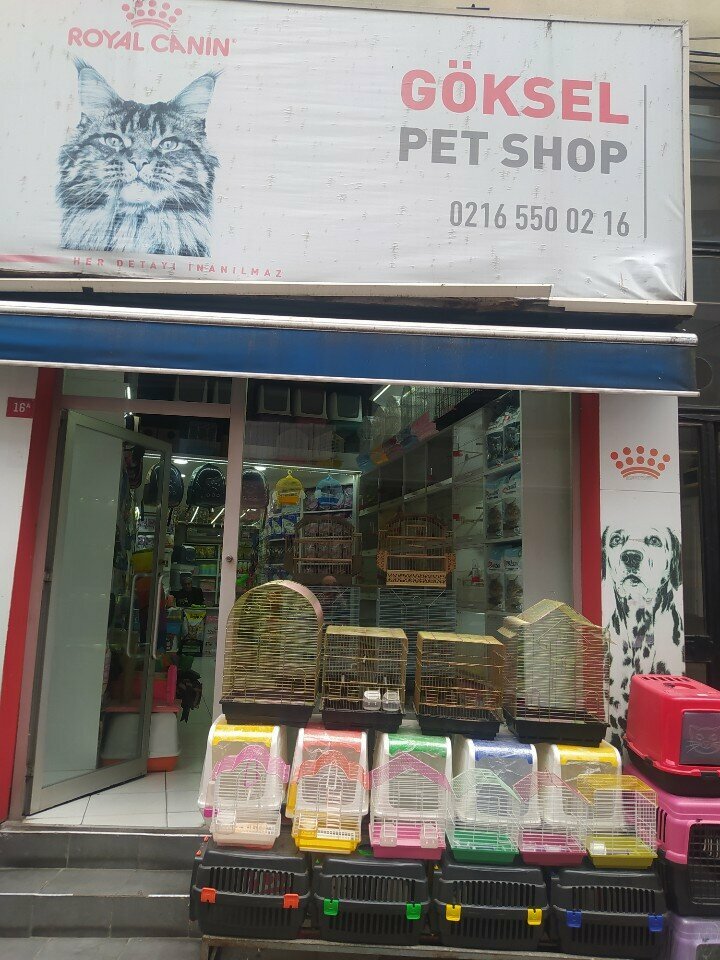 ROYAL CANIN
GÖKSEL
PET SHOP
0216 550 02 16
HER DETAYI İNANILMAZ
16A